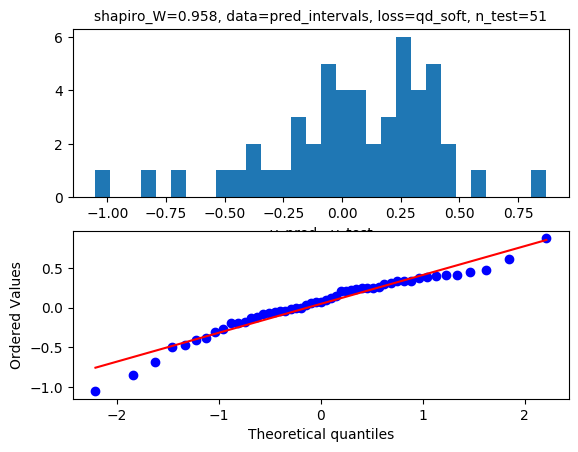 shapiro_W=0.958, data=pred_intervals, loss=qd_soft, n_test=51
6
4
2
0
−1.00 −0.75 −0.50 −0.25 0.00 0.25 0.50 0.75
Ordered Values
0.5
0.0
−0.5
−1.0
−2 −1 0 1 2
Theoretical quantiles